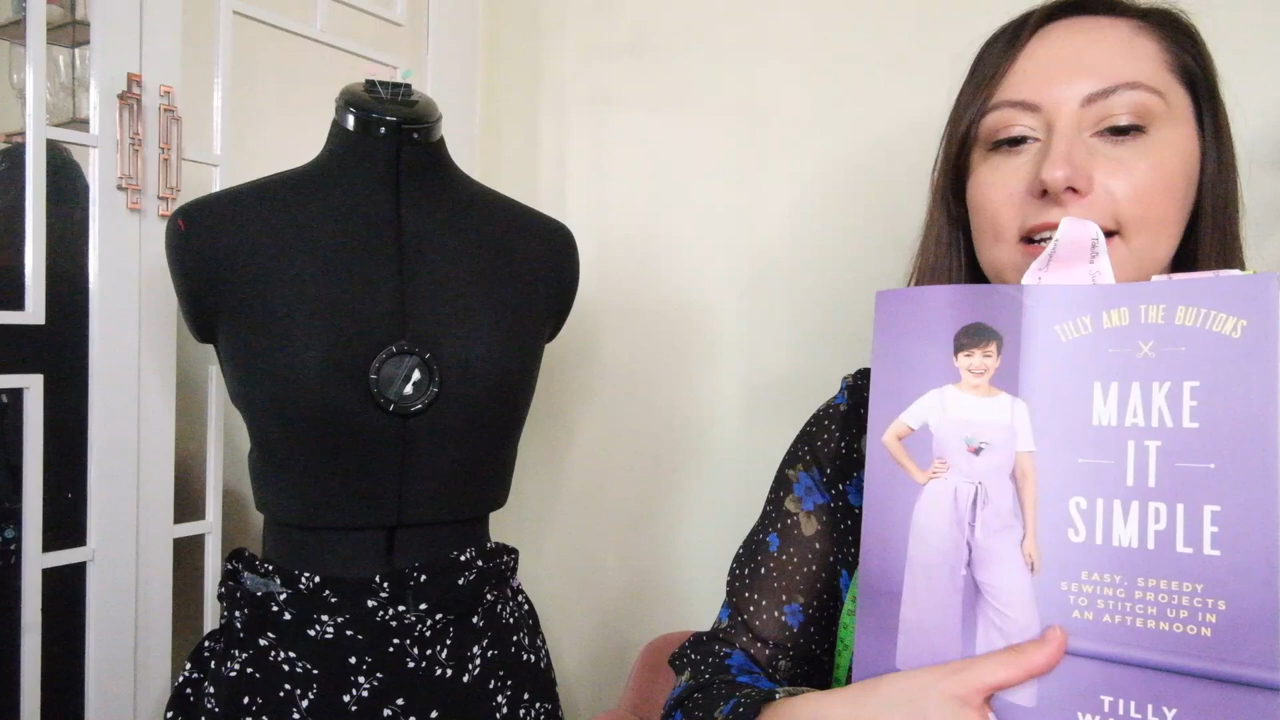 TILLY AND THE BUTTONS
MAKE
IT
SIMPLE
EASY, SPEEDY
SEWING PROJECTS
TO STITCH UP IN
AN AFTERNOON
TILLY